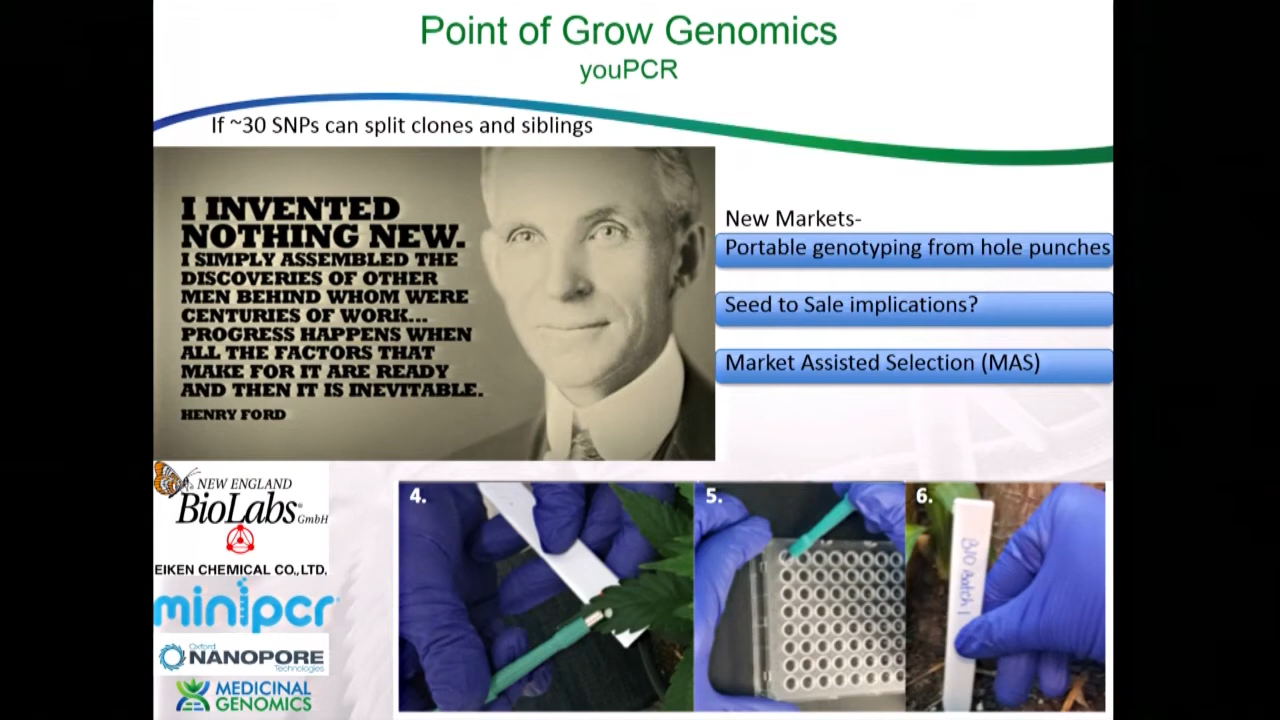 Point of Grow Genomics
youPCR
If ~30 SNPs can split clones and siblings
I INVENTED
NOTHING NEW.
I SIMPLY ASSEMBLED THE
DISCOVERIES OF OTHER
MEN BEHIND WHOM WERE
CENTURIES OF WORK...
PROGRESS HAPPENS WHEN
ALL THE FACTORS THAT
MAKE FOR IT ARE READY
AND THEN IT IS INEVITABLE.
HENRY FORD
New Markets-
Portable genotyping from hole punches
Seed to Sale implications?
Market Assisted Selection (MAS)
NEW ENGLAND
BioLabs® GmbH
EIKEN CHEMICAL CO., LTD.
minipcr
Oxford
NANOPORE
Technologies
MEDICINAL
GENOMICS
4.
5.
6.
Batch 1